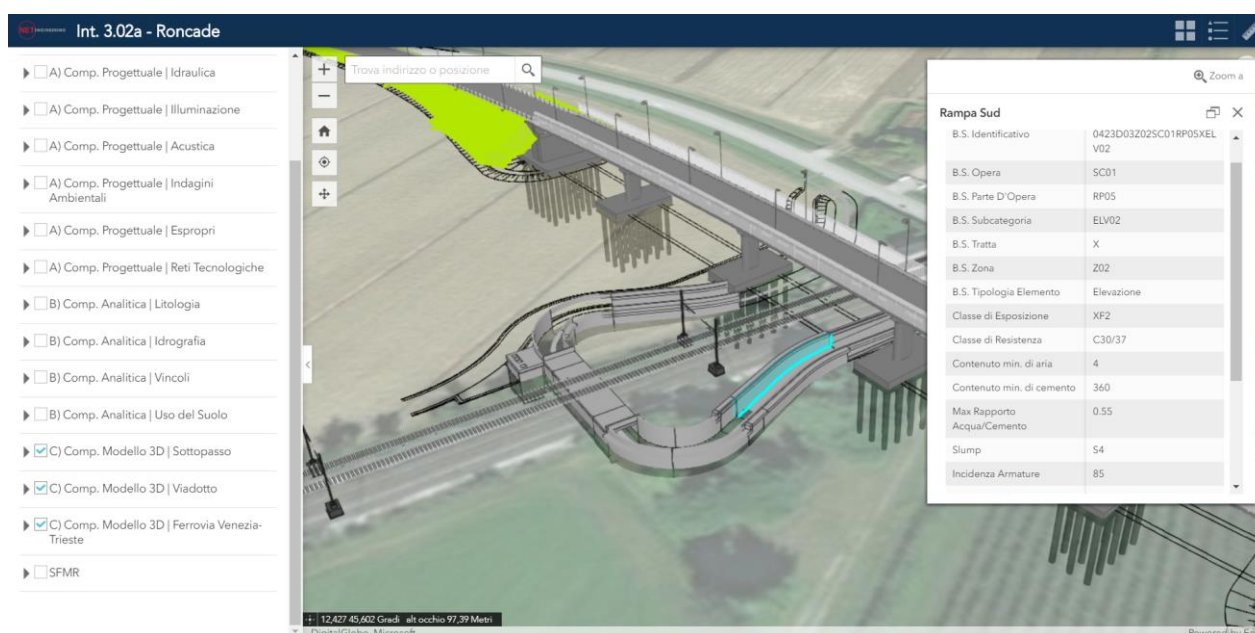 NET ENGINEERING
Int. 3.02a - Roncade
A) Comp. Progettuale | Idraulica
A) Comp. Progettuale | Illuminazione
A) Comp. Progettuale | Acustica
A) Comp. Progettuale | Indagini
Ambientali
A) Comp. Progettuale | Espropri
A) Comp. Progettuale | Reti Tecnologiche
B) Comp. Analitica | Litologia
B) Comp. Analitica | Idrografia
B) Comp. Analitica | Vincoli
B) Comp. Analitica | Uso del Suolo
C) Comp. Modello 3D | Sottopasso
C) Comp. Modello 3D | Viadotto
C) Comp. Modello 3D | Ferrovia Venezia-
Trieste
SFMR
Trova indirizzo o posizione
Zoom a
Rampa Sud
B.S. Identificativo 0423D03Z02SC01RP05XEL
V02
B.S. Opera SC01
B.S. Parte D'Opera RP05
B.S. Subcategoria ELV02
B.S. Tratta X
B.S. Zona Z02
B.S. Tipologia Elemento Elevazione
Classe di Esposizione XF2
Classe di Resistenza C30/37
Contenuto min. di aria 4
Contenuto min. di cemento 360
Max Rapporto 0.55
Acqua/Cemento
Slump S4
Incidenza Armature 85
12,427 45,602 Gradi alt occhio 97,39 Metri
DigitalGlobe, Microsoft
Powered by